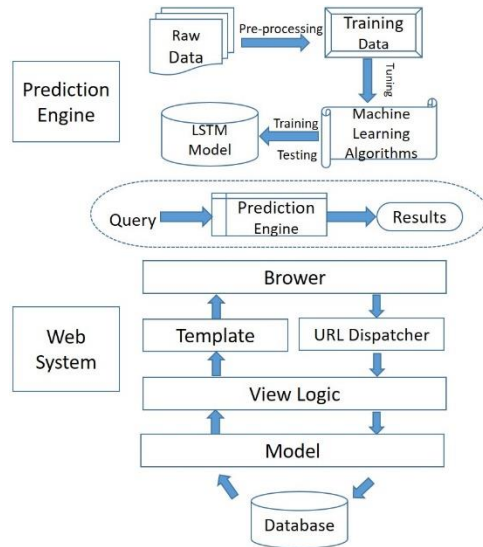 Raw
Data
Pre-processing
Training
Data
Tuning
Prediction
Engine
LSTM
Model
Training
Testing
Machine
Learning
Algorithms
Query
Prediction
Engine
Results
Brower
Web
System
Template
URL Dispatcher
View Logic
Model
Database